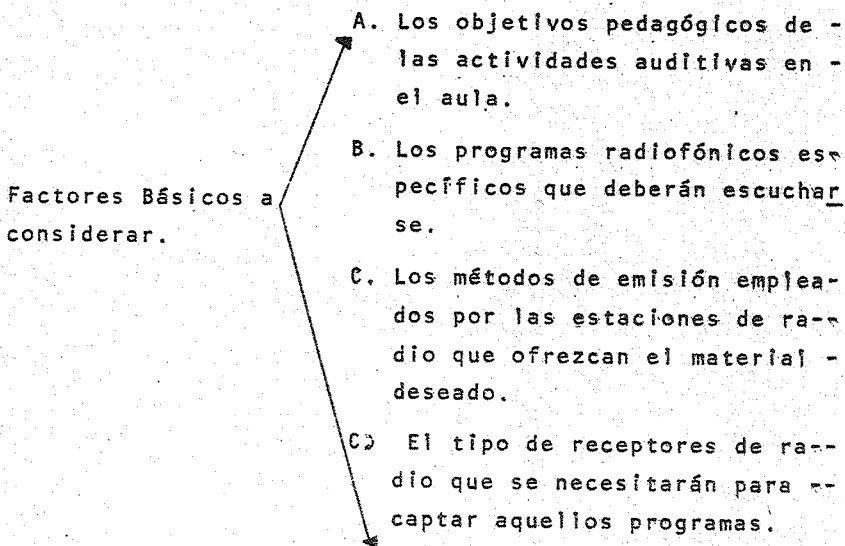 A. Los objetivos pedagógicos de -
las actividades auditivas en -
el aula.
B. Los programas radiofónicos es-
pecíficos que deberán escuchar
se.
Factores Básicos a
considerar.
C. Los métodos de emisión emplea-
dos por las estaciones de ra--
dio que ofrezcan el material -
deseado.
C) El tipo de receptores de ra--
dio que se necesitarán para --
captar aquellos programas.